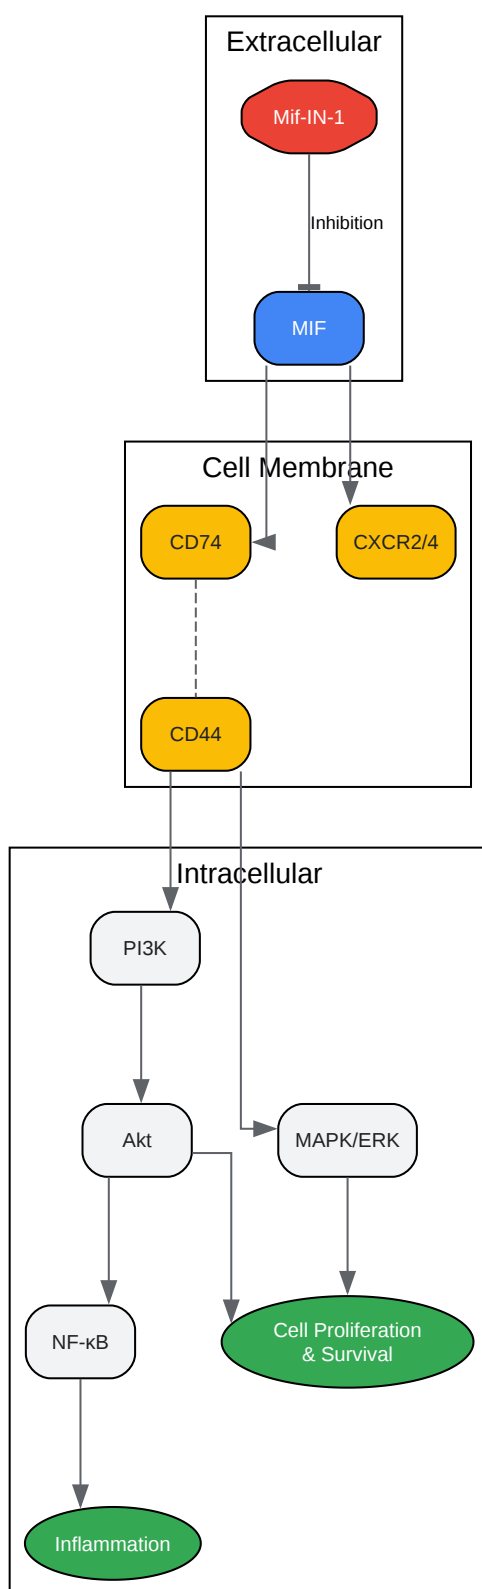 Extracellular
Mif-IN-1
Inhibition
MIF
Cell Membrane
CD74
CXCR2/4
CD44
Intracellular
PI3K
Akt
MAPK/ERK
NF-κB
Cell Proliferation
& Survival
Inflammation